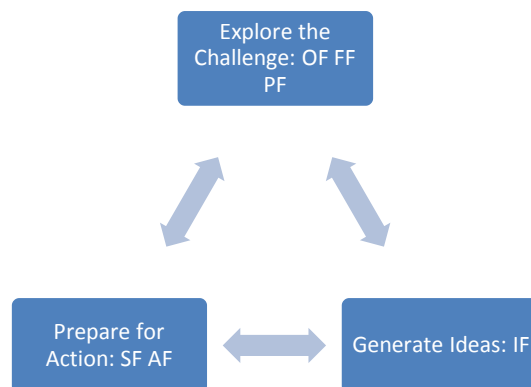 Explore the
Challenge: OF FF
PF
Prepare for
Action: SF AF
Generate Ideas: IF